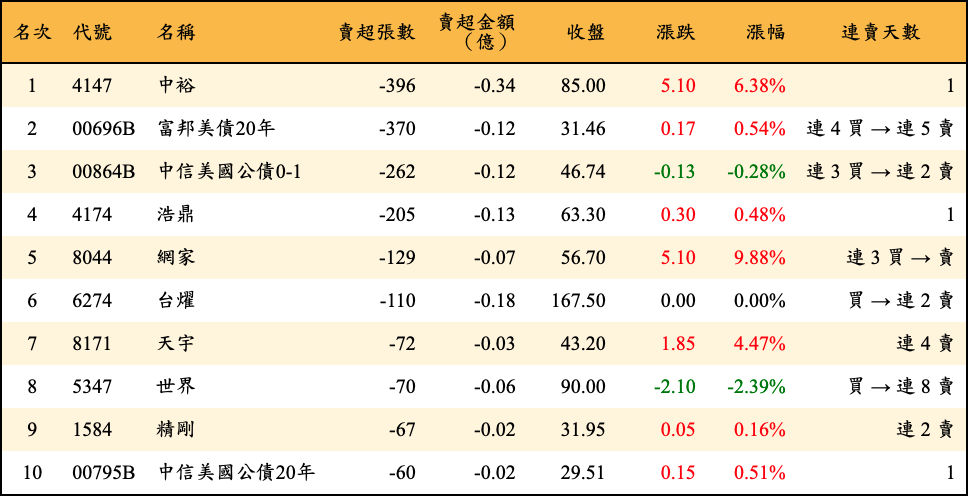 名次 代號 名稱 賣超張數 賣超金額（億） 收盤 漲跌 漲幅 連賣天數
1 4147 中裕 -396 -0.34 85.00 5.10 6.38% 1
2 00696B 富邦美債20年 -370 -0.12 31.46 0.17 0.54% 連 4 買 → 連 5 賣
3 00864B 中信美國公債0-1 -262 -0.12 46.74 -0.13 -0.28% 連 3 買 → 連 2 賣
4 4174 浩鼎 -205 -0.13 63.30 0.30 0.48% 1
5 8044 網家 -129 -0.07 56.70 5.10 9.88% 連 3 買 → 賣
6 6274 台燿 -110 -0.18 167.50 0.00 0.00% 買 → 連 2 賣
7 8171 天宇 -72 -0.03 43.20 1.85 4.47% 連 4 賣
8 5347 世界 -70 -0.06 90.00 -2.10 -2.39% 買 → 連 8 賣
9 1584 精剛 -67 -0.02 31.95 0.05 0.16% 連 2 賣
10 00795B 中信美國公債20年 -60 -0.02 29.51 0.15 0.51% 1